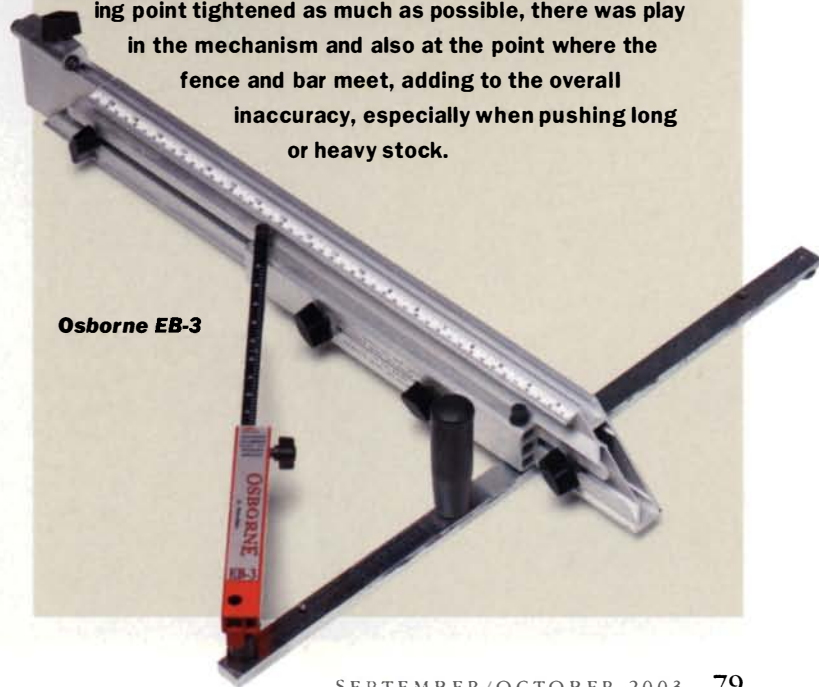 ing point tightened as much as possible, there was play
in the mechanism and also at the point where the
fence and bar meet, adding to the overall
inaccuracy, especially when pushing long
or heavy stock.
Osborne EB-3
OSBORNE
EB-3
SEPTEMBER/OCTOBER 2003 79